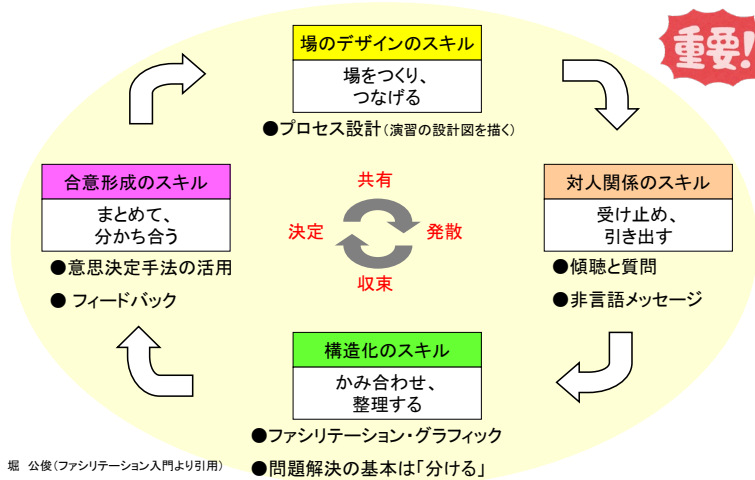 重要!
場のデザインのスキル
場をつくり、
つなげる
●プロセス設計(演習の設計図を描く)
合意形成のスキル
まとめて、
分かち合う
●意思決定手法の活用
● フィードバック
共有
決定
発散
収束
対人関係のスキル
受け止め、
引き出す
●傾聴と質問
●非言語メッセージ
構造化のスキル
かみ合わせ、
整理する
●ファシリテーション・グラフィック
●問題解決の基本は「分ける」
堀 公俊(ファシリテーション入門より引用)